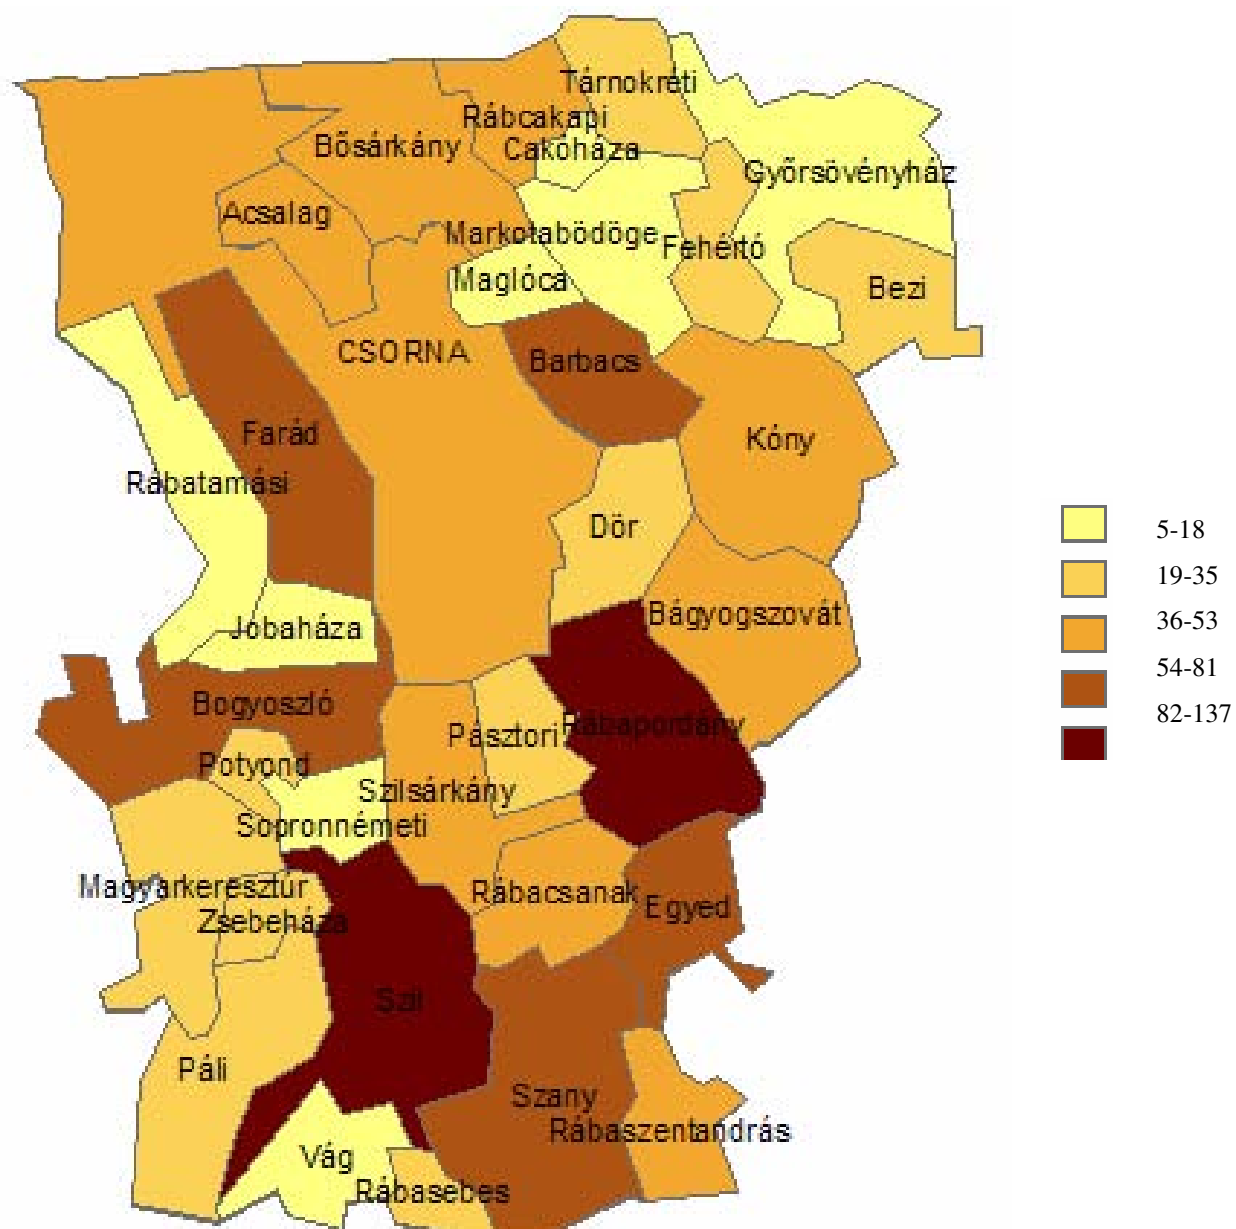 Tárnokréti
Rábcakapi
Bősárkány
Cakóháza
Győrsövényház
Acsalag
Markotabödöge
Fehértó
Maglóca
Bezi
CSORNA
Barbacs
Farád
Kóny
Rábatamási
Dör
Bágyogszovát
Jobaháza
Bogyoszló
Rábapordány
Pásztori
Potyond
Szilsárkány
Sopronnémeti
Magyarkeresztúr
Rábacsanak
Zsebeháza
Egyed
Szil
Páli
Szany
Rábaszentandrás
Vág
Rábasebes
5-18
19-35
36-53
54-81
82-137